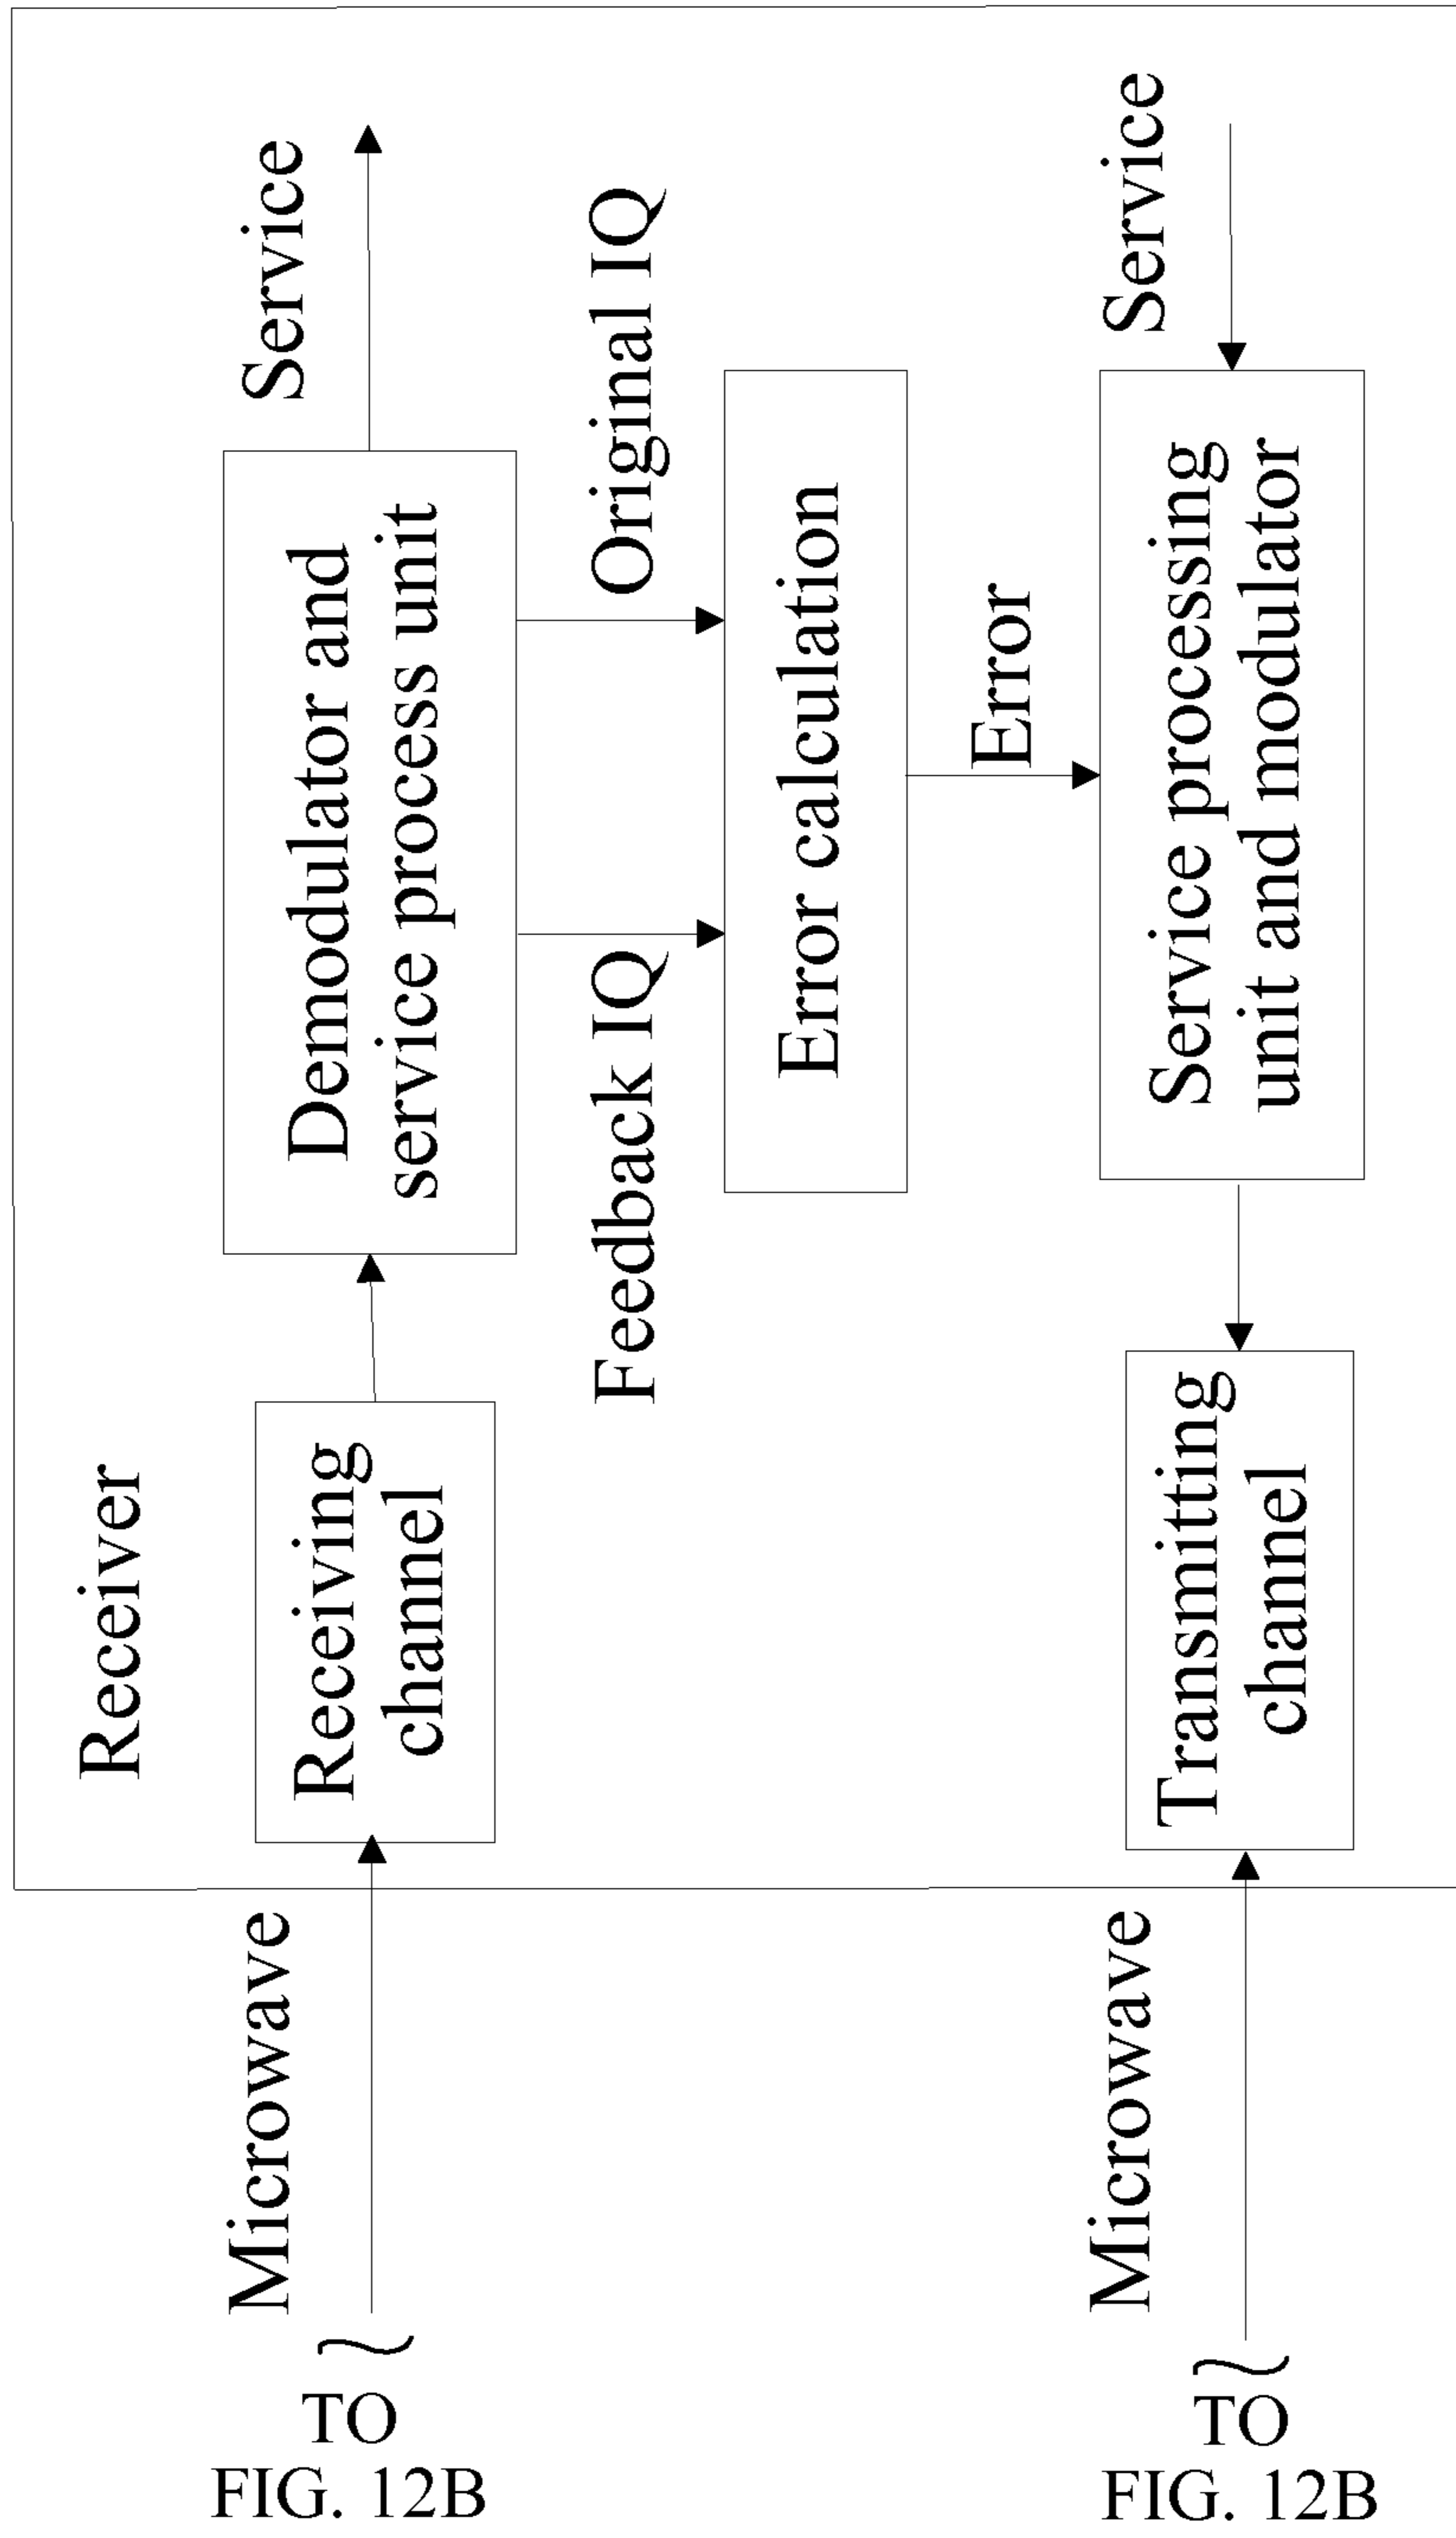 Receiver
Microwave
Receiving
channel
Demodulator and
service process unit
Service
Feedback IQ
Original IQ
Error calculation
Error
Microwave
Transmitting
channel
Service processing
unit and modulator
Service
TO
FIG. 12B
TO
FIG. 12B